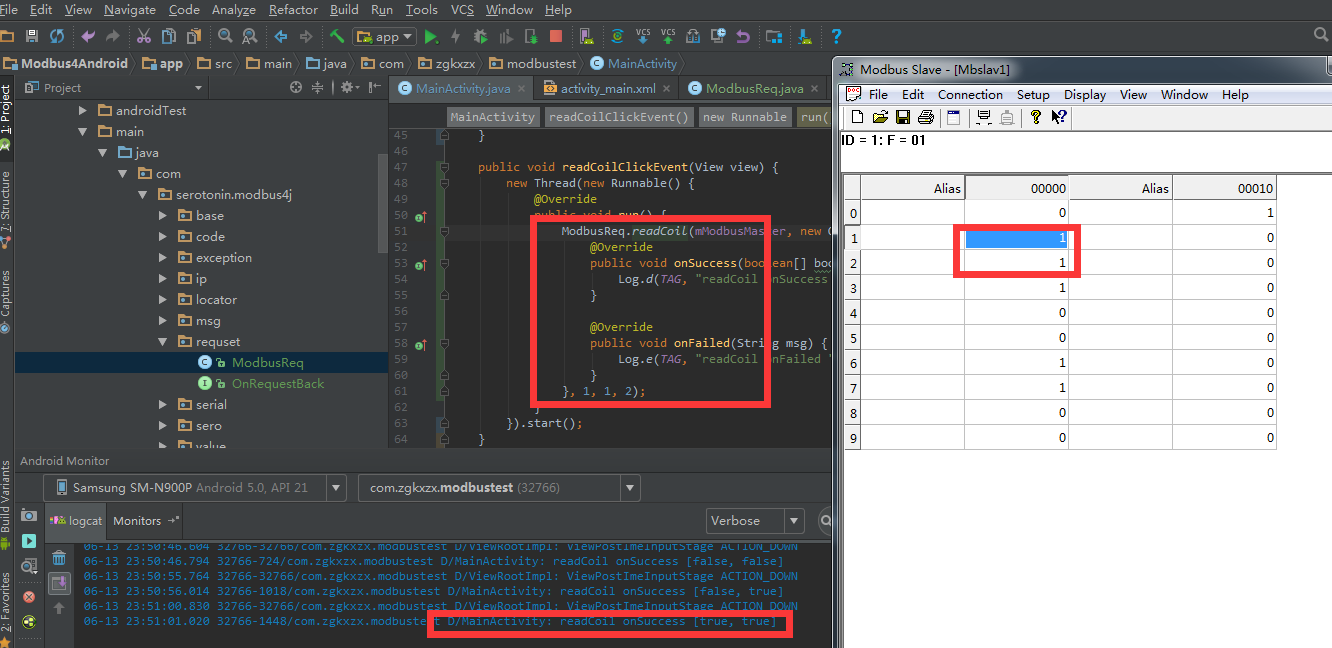 File Edit View Navigate Code Analyze Refactor Build Run Tools VCS Window Help
app
VCS VCS
Modbus4Android app src main java com zgkxzx modbustest MainActivity
1: Project
7: Structure
Captures
Build Variants
2: Favorites
Project
androidTest
main
java
com
serotonin.modbus4j
base
code
exception
ip
locator
msg
requset
ModbusReq
OnRequestBack
serial
sero
value
MainActivity.java activity_main.xml ModbusReq.java
MainActivity readCoilClickEvent() new Runnable run(
45 }
46
47 public void readCoilClickEvent(View view) {
48 new Thread(new Runnable() {
49 @Override
50 public void run() {
51 ModbusReq.readCoil(mModbusMaster, new
52 @Override
53 public void onSuccess(boolean[]
54 Log.d(TAG, "readCoil onSuccess
55 }
56
57 @Override
58 public void onFailed(String msg) {
59 Log.e(TAG, "readCoil onFailed "
60 }
61 }, 1, 1, 2);
62 }
63 }).start();
64 }
Android Monitor
Samsung SM-N900P Android 5.0, API 21 com.zgkxzx.modbustest (32766)
logcat Monitors Verbose
06-13 23:50:46.604 32766-32766/com.zgkxzx.modbustest D/ViewRootImpl: ViewPostImeInputStage ACTION_DOWN
06-13 23:50:46.794 32766-724/com.zgkxzx.modbustest D/MainActivity: readCoil onSuccess [false, false]
06-13 23:50:55.764 32766-32766/com.zgkxzx.modbustest D/ViewRootImpl: ViewPostImeInputStage ACTION_DOWN
06-13 23:50:56.014 32766-1018/com.zgkxzx.modbustest D/MainActivity: readCoil onSuccess [false, true]
06-13 23:51:00.830 32766-32766/com.zgkxzx.modbustest D/ViewRootImpl: ViewPostImeInputStage ACTION_DOWN
06-13 23:51:01.020 32766-1448/com.zgkxzx.modbustest D/MainActivity: readCoil onSuccess [true, true]
Modbus Slave - [Mbslav1]
File Edit Connection Setup Display View Window Help
ID = 1: F = 01
Alias 00000 Alias 00010
0 0 1
1 1 0
2 1 0
3 1 0
4 0 0
5 0 0
6 1 0
7 1 0
8 0 0
9 0 0